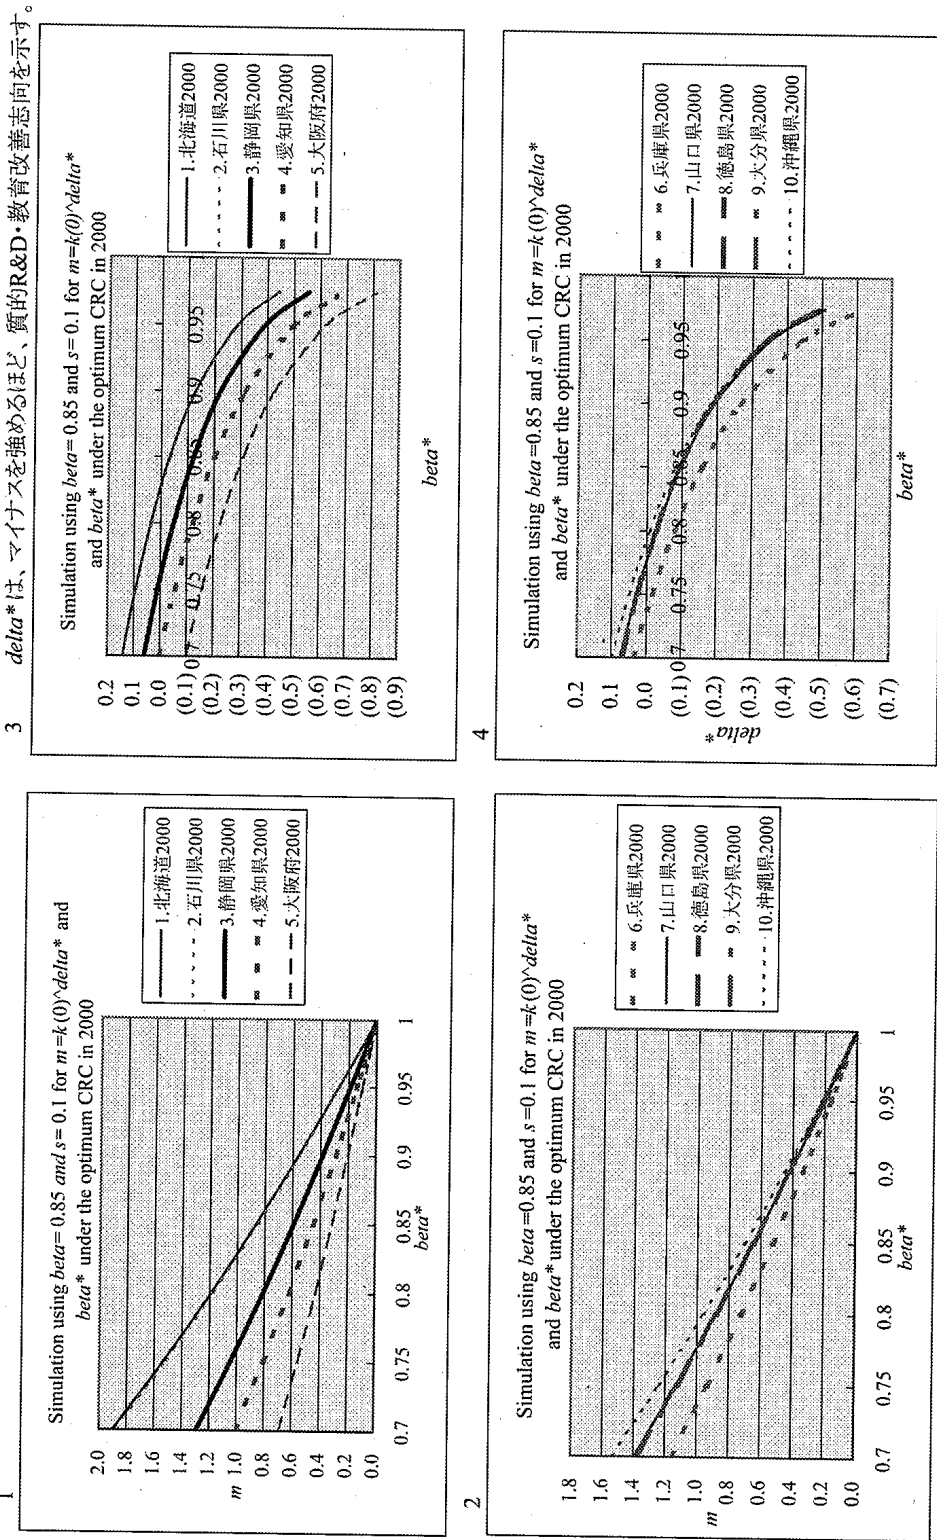 1
Simulation using beta=0.85 and s=0.1 for m=k(0)^delta* and
beta* under the optimum CRC in 2000
2.0
1.8
1.6
1.4
1.2
1.0
0.8
0.6
0.4
0.2
0.0
m
0.7
0.75
0.8
0.85
0.9
0.95
1
beta*
1.北海道2000
2.石川県2000
3.静岡県2000
4.愛知県2000
5.大阪府2000
2
Simulation using beta=0.85 and s=0.1 for m=k(0)^delta*
and beta* under the optimum CRC in 2000
1.8
1.6
1.4
1.2
1.0
0.8
0.6
0.4
0.2
0.0
m
0.7
0.75
0.8
0.85
0.9
0.95
1
beta*
6.兵庫県2000
7.山口県2000
8.徳島県2000
9.大分県2000
10.沖縄県2000
3 delta*は、マイナスを強めるほど、質的R&D・教育改善志向を示す。
Simulation using beta=0.85 and s=0.1 for m=k(0)^delta*
and beta* under the optimum CRC in 2000
0.2
0.1
0.0
(0.1)
(0.2)
(0.3)
(0.4)
(0.5)
(0.6)
(0.7)
(0.8)
(0.9)
0.7
0.75
0.8
0.85
0.9
0.95
beta*
1.北海道2000
2.石川県2000
3.静岡県2000
4.愛知県2000
5.大阪府2000
4
Simulation using beta=0.85 and s=0.1 for m=k(0)^delta*
and beta* under the optimum CRC in 2000
0.2
0.1
0.0
(0.1)
(0.2)
(0.3)
(0.4)
(0.5)
(0.6)
(0.7)
delta*
0.7
0.75
0.8
0.85
0.9
0.95
1
beta*
6.兵庫県2000
7.山口県2000
8.徳島県2000
9.大分県2000
10.沖縄県2000